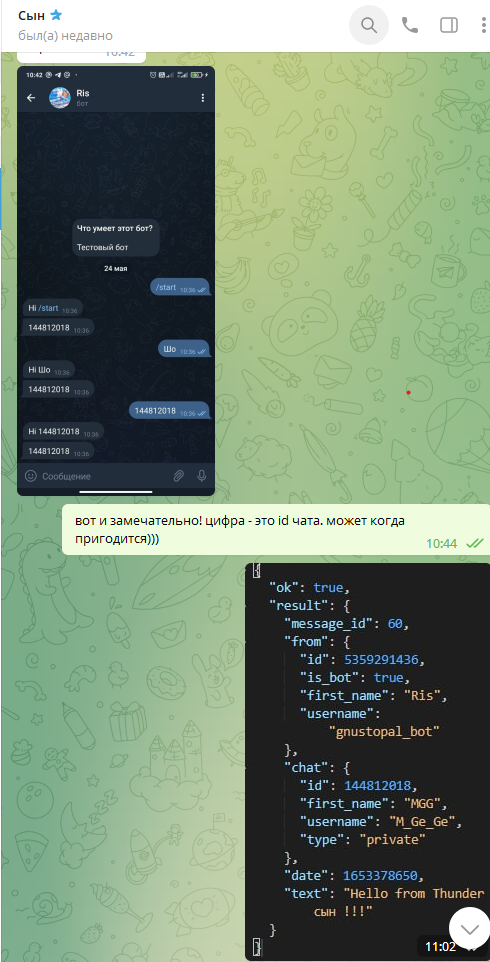 Сын
был(а) недавно
10:42
10:42
Ris
бот
Что умеет этот бот?
Тестовый бот
24 мая
/start 10:36
Hi /start 10:36
144812018 10:36
Шо 10:36
Hi Шо 10:36
144812018 10:36
144812018 10:36
Hi 144812018 10:36
144812018 10:36
Сообщение
вот и замечательно! цифра - это id чата. может когда
пригодится)))
10:44
{
"ok": true,
"result": {
"message_id": 60,
"from": {
"id": 5359291436,
"is_bot": true,
"first_name": "Ris",
"username":
"gnustopal_bot"
},
"chat": {
"id": 144812018,
"first_name": "MGG",
"username": "M_Ge_Ge",
"type": "private"
},
"date": 1653378650,
"text": "Hello from Thunder
сын !!!"
}
}
11:02